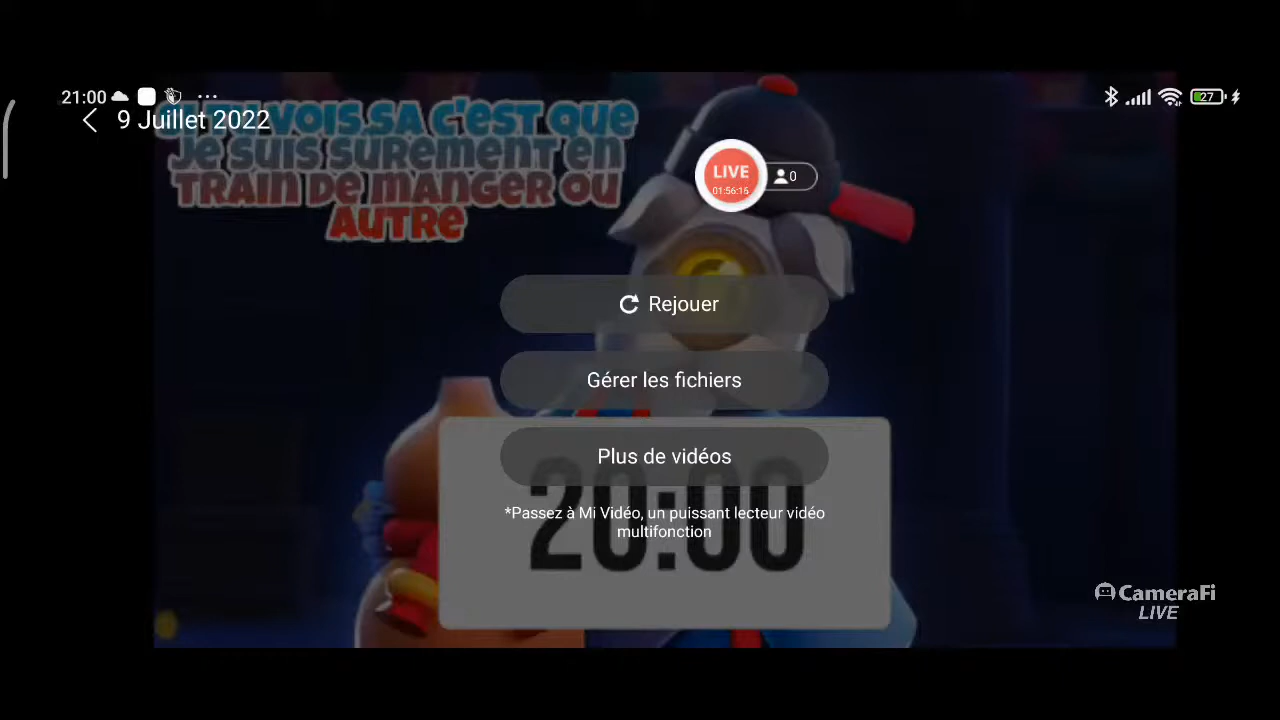 21:00
27
9 Juillet 2022
SI TU VOIS SA C'EST QUE
JE SUIS SUREMENT EN
TRAIN DE MANGER OU
AUTRE
LIVE
01:56:16
0
Rejouer
Gérer les fichiers
Plus de vidéos
20:00
*Passez à Mi Vidéo, un puissant lecteur vidéo
multifonction
CameraFi
LIVE